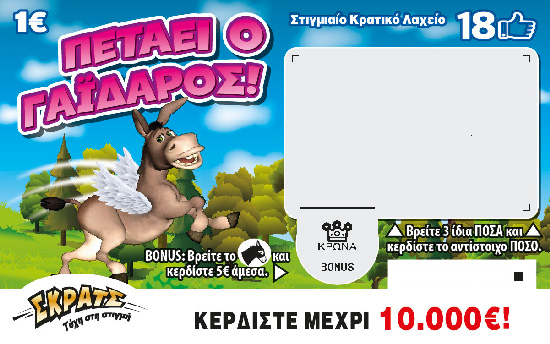 1€
Στιγμιαίο Κρατικό Λαχείο
18
ΠΕΤΑΕΙ Ο
ΓΑΪΔΑΡΟΣ!
ΚΡΩΝΑ
BONUS
Βρείτε 3 ίδια ΠΟΣΑ και
κερδίστε το αντίστοιχο ΠΟΣΟ.
BONUS: Βρείτε το και
κερδίστε 5€ άμεσα.
ΣΚΡΑΤΣ
Τύχη στη στιγμή
ΚΕΡΔΙΣΤΕ ΜΕΧΡΙ 10.000€!